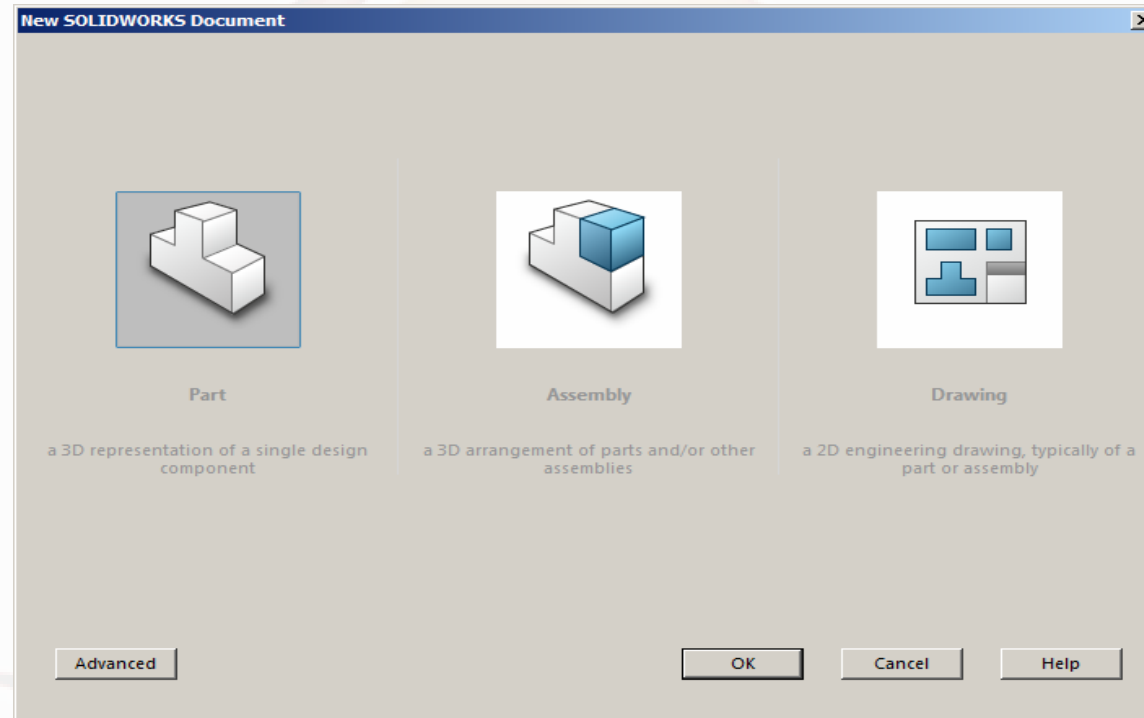 New SOLIDWORKS Document
Part
a 3D representation of a single design
component
Assembly
a 3D arrangement of parts and/or other
assemblies
Drawing
a 2D engineering drawing, typically of a
part or assembly
Advanced
OK
Cancel
Help